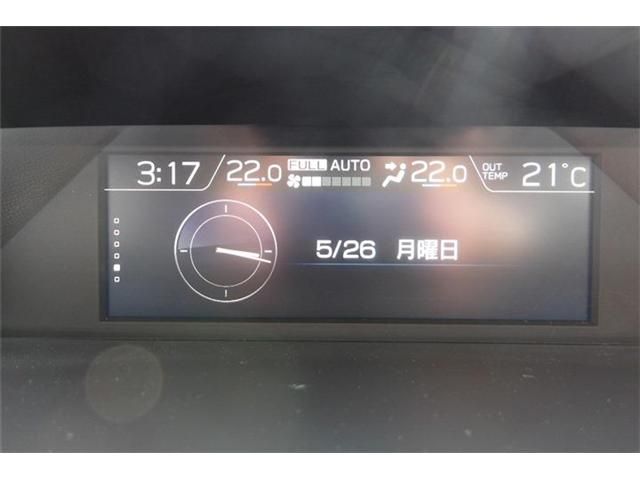 3:17 22.0 FULL AUTO 22.0 OUT TEMP 21°C
5/26 月曜日